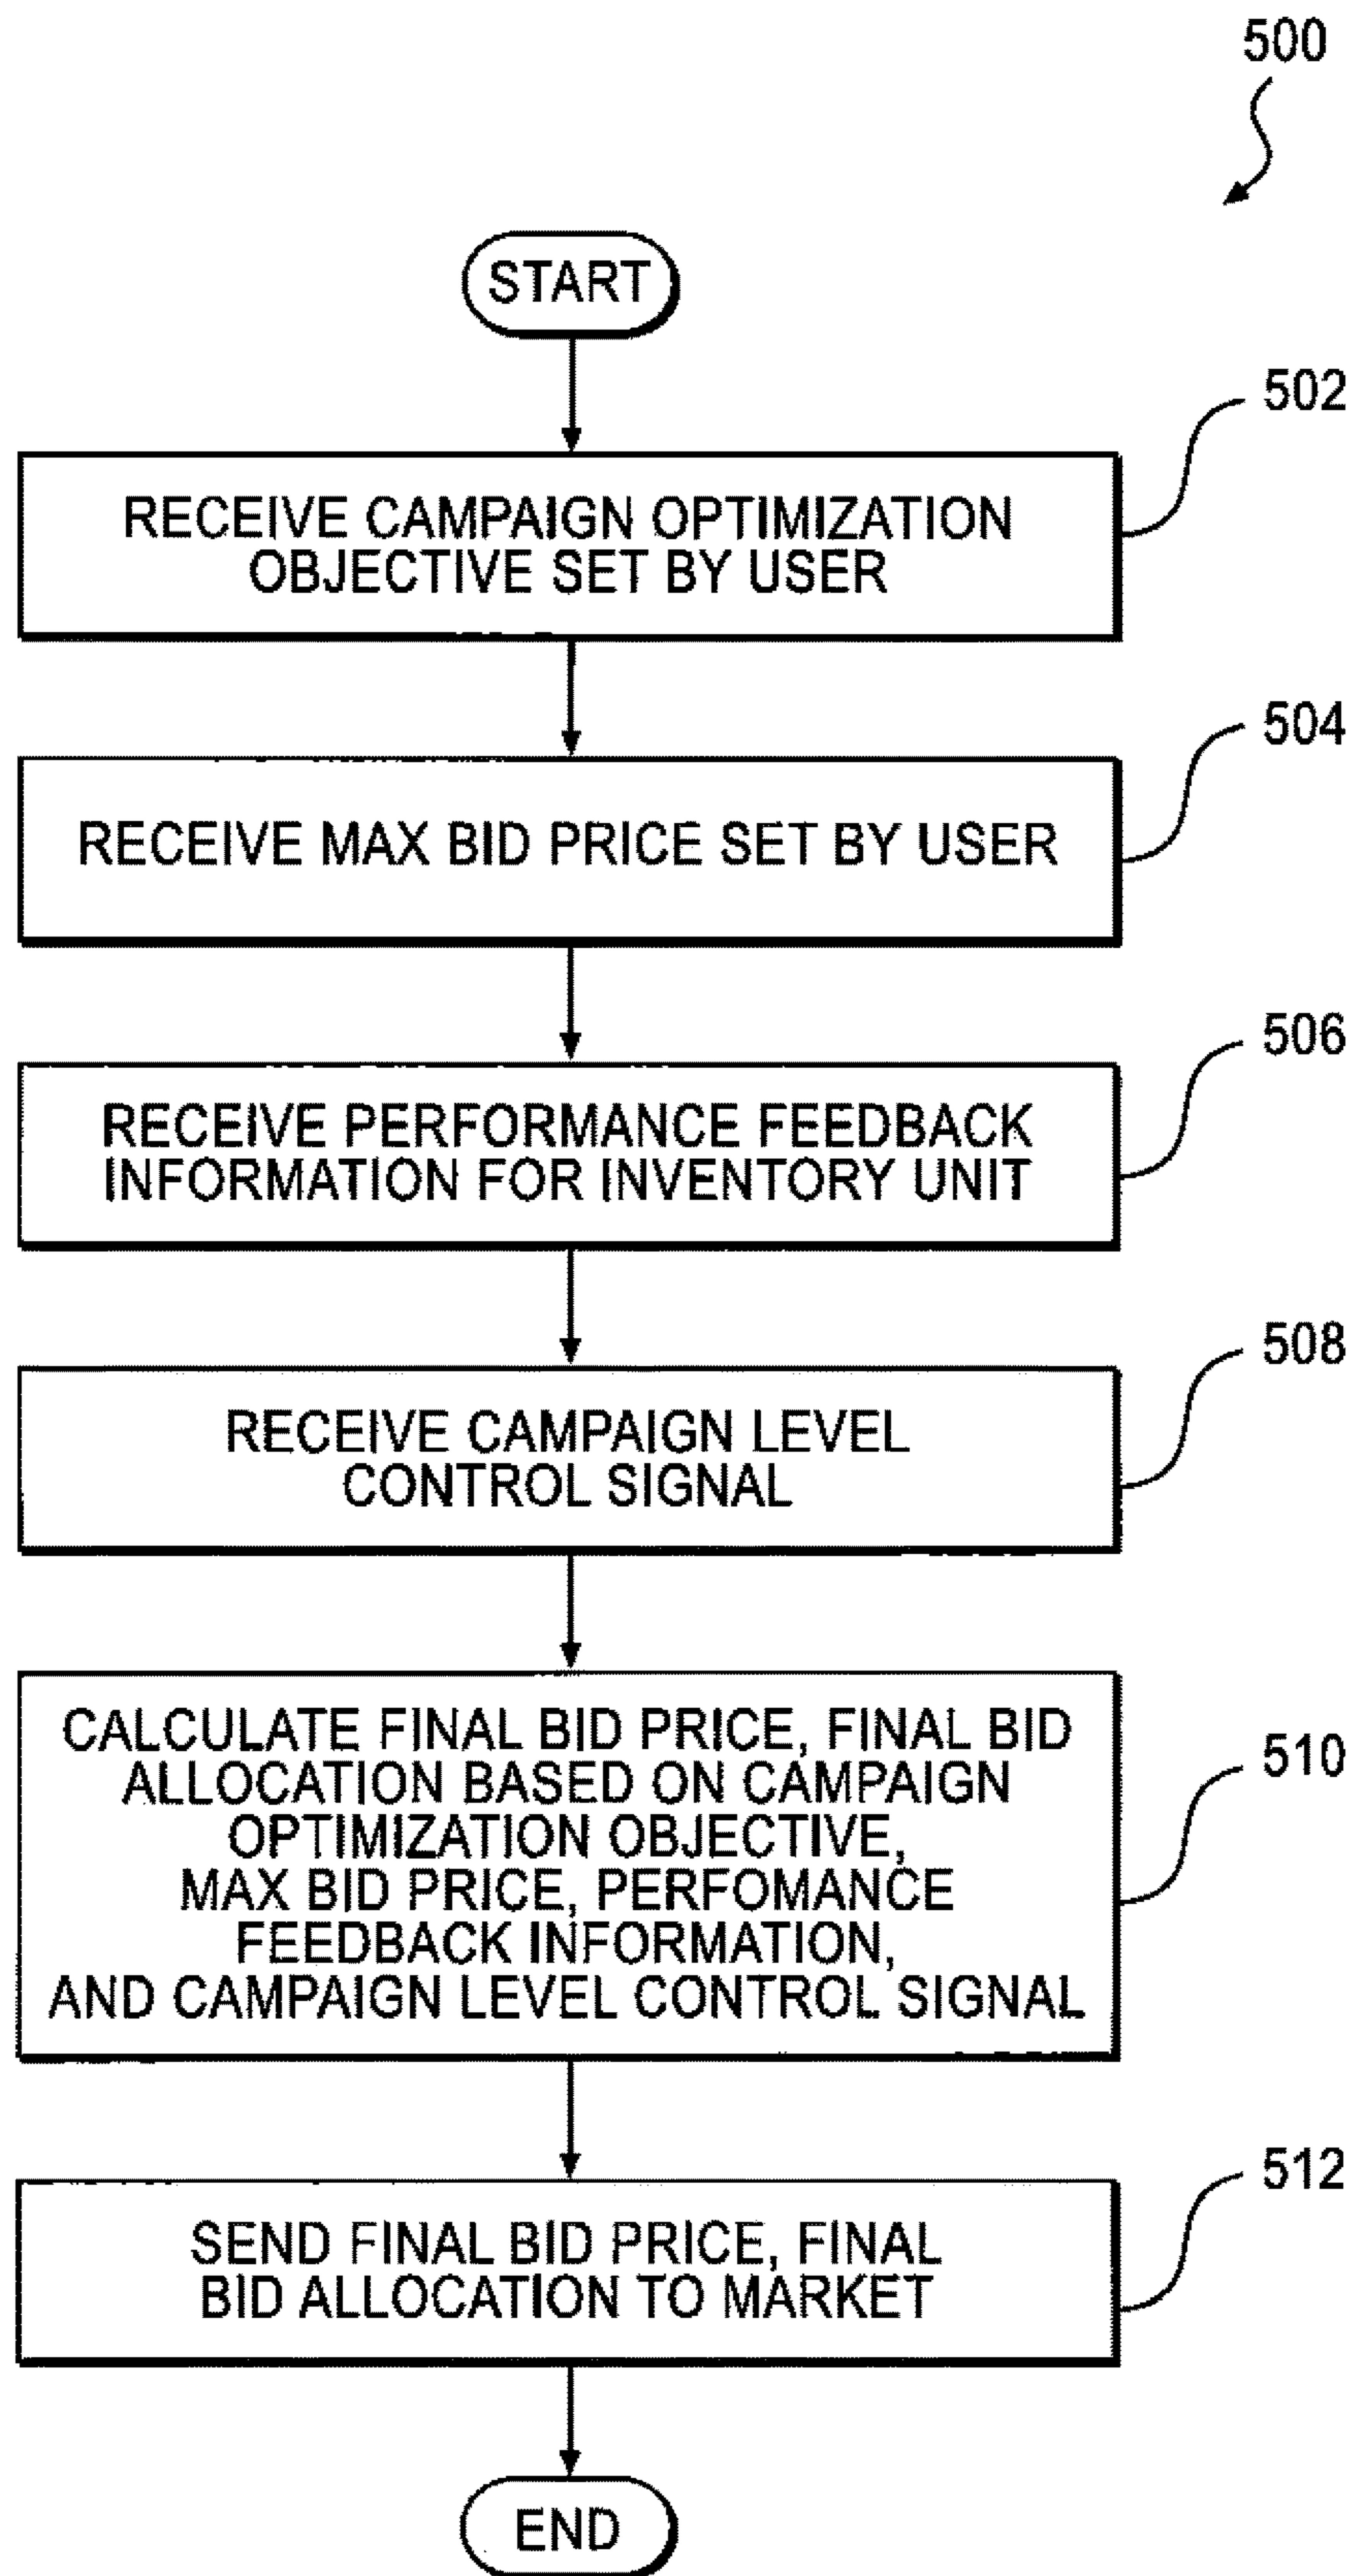 500
START
502
RECEIVE CAMPAIGN OPTIMIZATION
OBJECTIVE SET BY USER
504
RECEIVE MAX BID PRICE SET BY USER
506
RECEIVE PERFORMANCE FEEDBACK
INFORMATION FOR INVENTORY UNIT
508
RECEIVE CAMPAIGN LEVEL
CONTROL SIGNAL
510
CALCULATE FINAL BID PRICE, FINAL BID
ALLOCATION BASED ON CAMPAIGN
OPTIMIZATION OBJECTIVE,
MAX BID PRICE, PERFOMANCE
FEEDBACK INFORMATION,
AND CAMPAIGN LEVEL CONTROL SIGNAL
512
SEND FINAL BID PRICE, FINAL
BID ALLOCATION TO MARKET
END